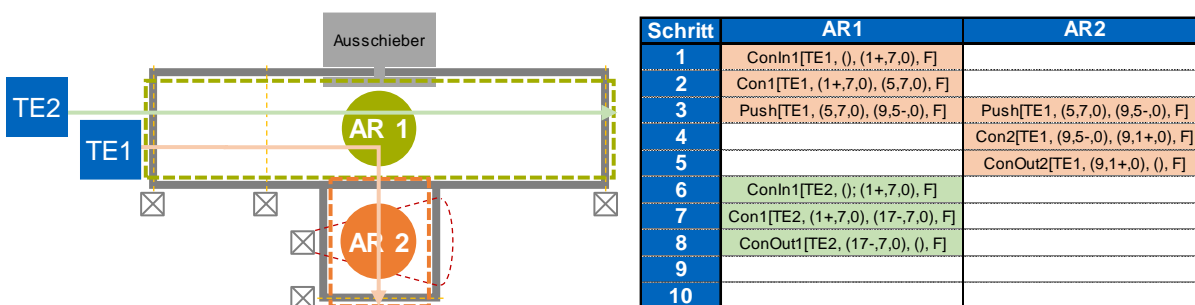 Ausschieber
TE2
TE1
AR 1
AR 2
Schritt AR1 AR2
1 ConIn1[TE1, (), (1+,7,0), F]
2 Con1[TE1, (1+,7,0), (5,7,0), F]
3 Push[TE1, (5,7,0), (9,5-,0), F] Push[TE1, (5,7,0), (9,5-,0), F]
4 Con2[TE1, (9,5-,0), (9,1+,0), F]
5 ConOut2[TE1, (9,1+,0), (), F]
6 ConIn1[TE2, (); (1+,7,0), F]
7 Con1[TE2, (1+,7,0), (17-,7,0), F]
8 ConOut1[TE2, (17-,7,0), (), F]
9
10